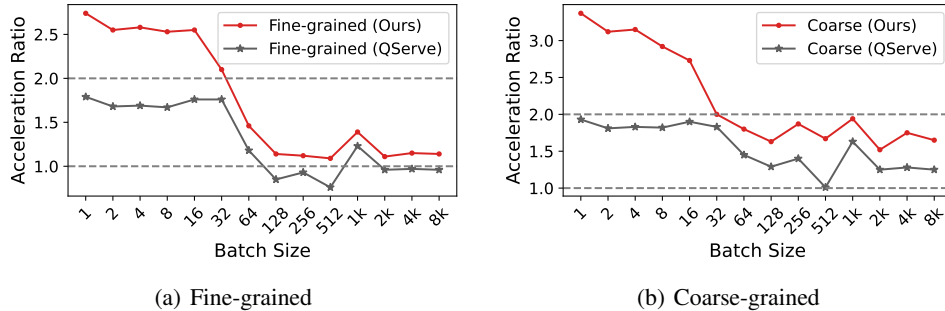 Acceleration Ratio
2.5
2.0
1.5
1.0
Fine-grained (Ours)
Fine-grained (QServe)
1 2 4 8 16 32 64 128 256 512 1k 2k 4k 8k
Batch Size
(a) Fine-grained
Acceleration Ratio
3.0
2.5
2.0
1.5
1.0
Coarse (Ours)
Coarse (QServe)
1 2 4 8 16 32 64 128 256 512 1k 2k 4k 8k
Batch Size
(b) Coarse-grained